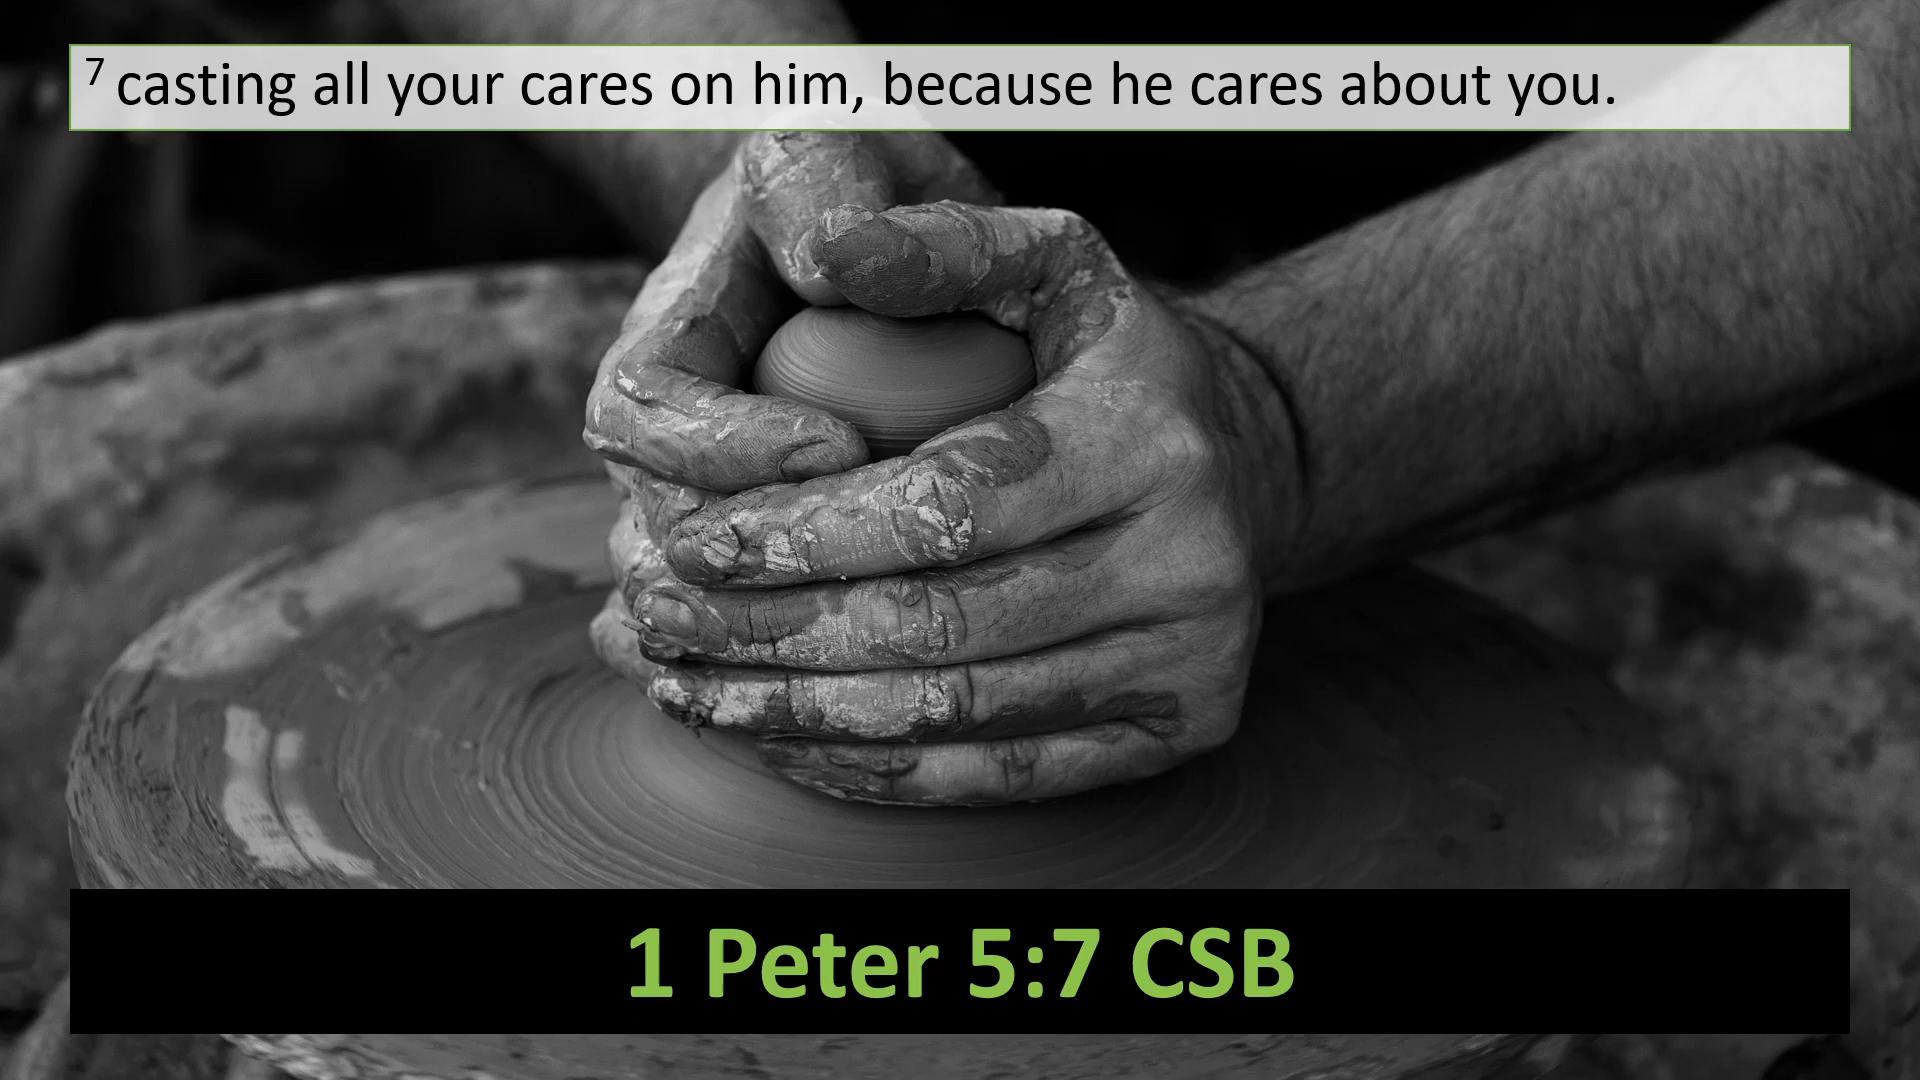 7 casting all your cares on him, because he cares about you.
1 Peter 5:7 CSB